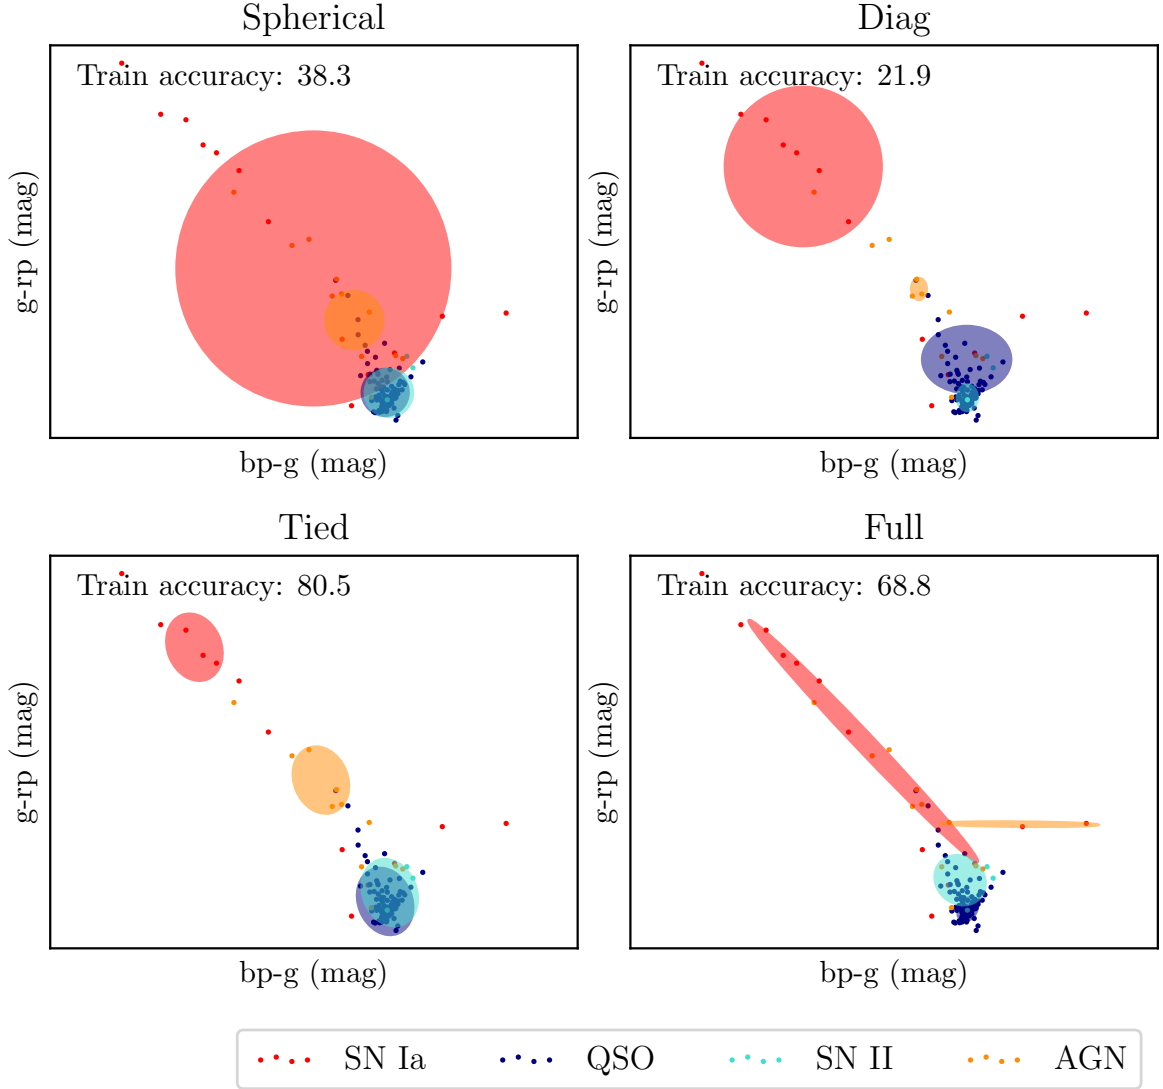 Spherical
Diag
Train accuracy: 38.3
Train accuracy: 21.9
g-rp (mag)
g-rp (mag)
bp-g (mag)
bp-g (mag)
Tied
Full
Train accuracy: 80.5
Train accuracy: 68.8
g-rp (mag)
g-rp (mag)
bp-g (mag)
bp-g (mag)
SN Ia QSO SN II AGN